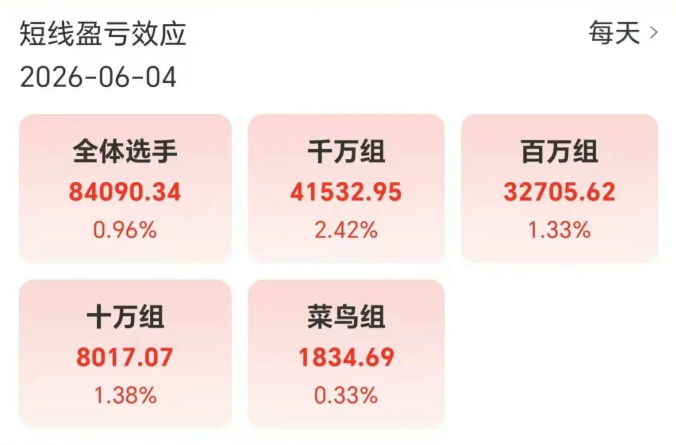 短线盈亏效应
每天
2026-06-04
全体选手
84090.34
0.96%
千万组
41532.95
2.42%
百万组
32705.62
1.33%
十万组
8017.07
1.38%
菜鸟组
1834.69
0.33%